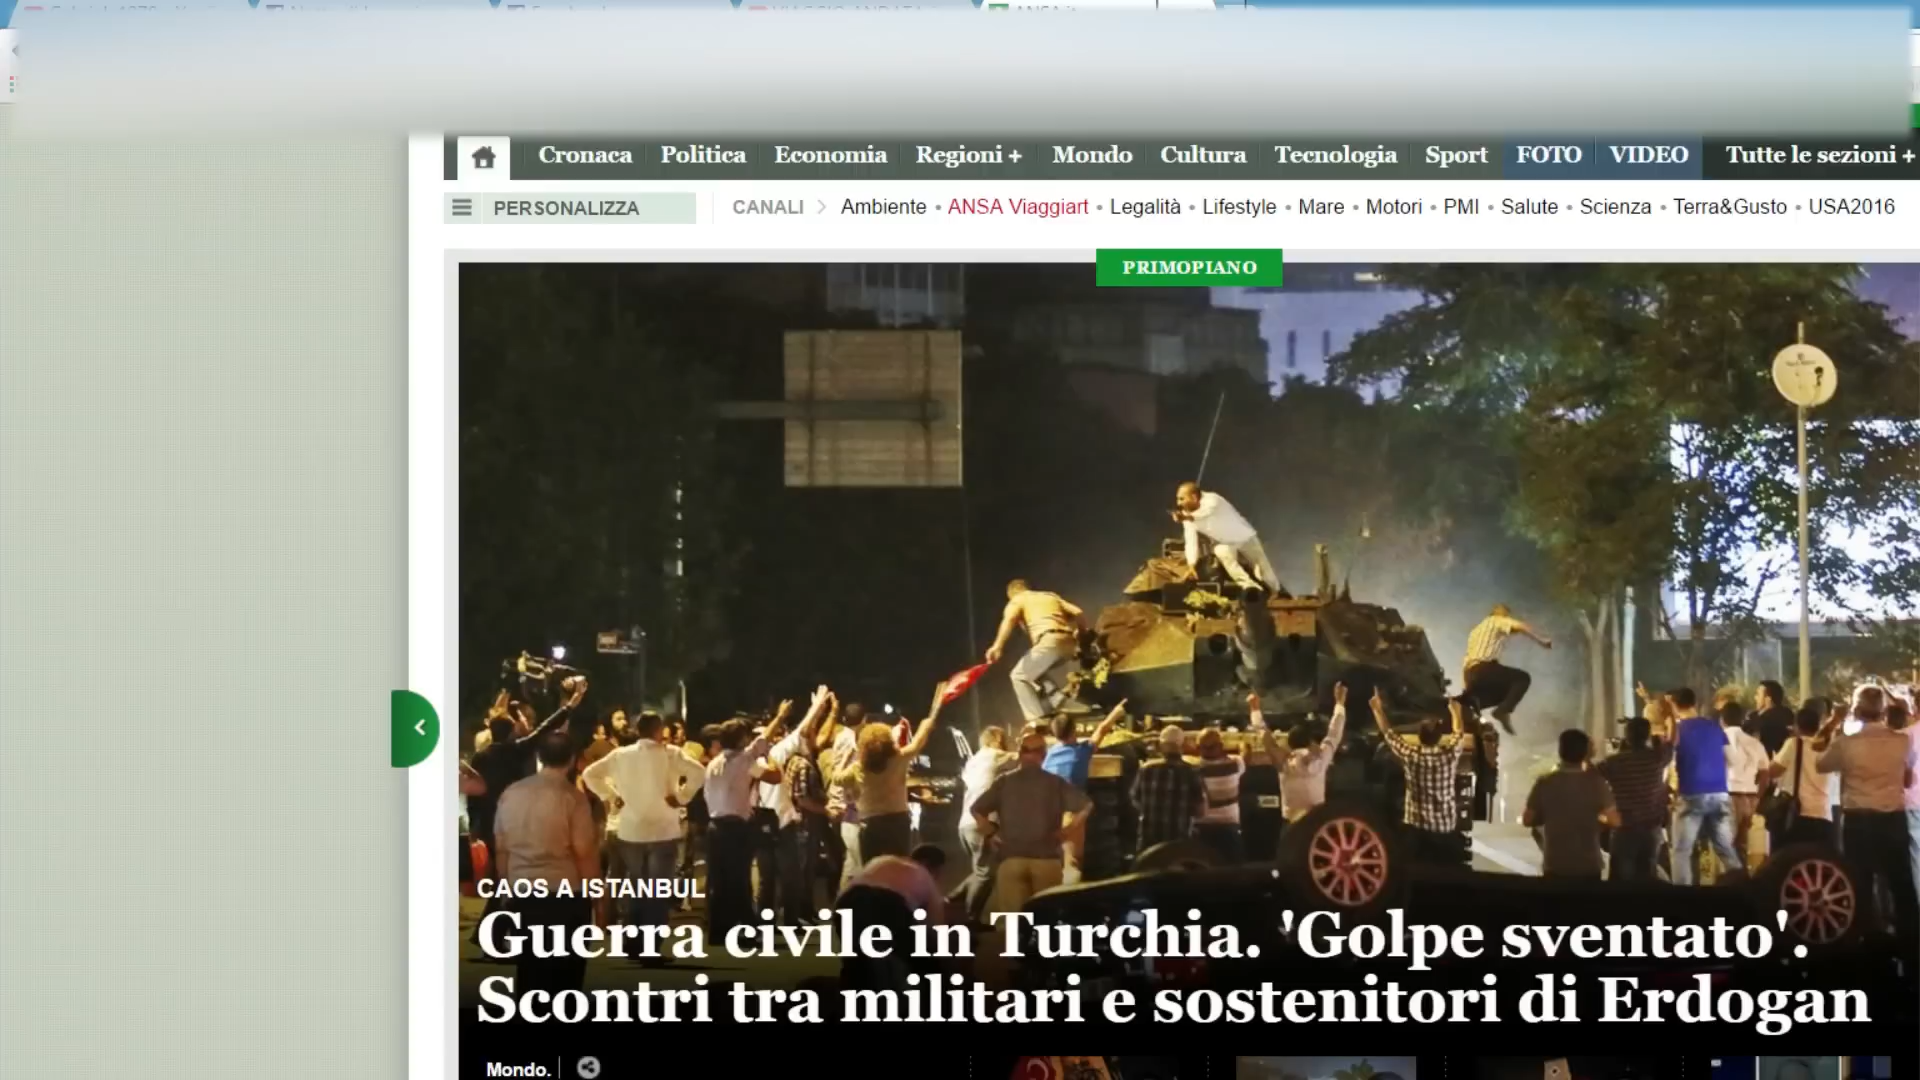 Cronaca Politica Economia Regioni + Mondo Cultura Tecnologia Sport FOTO VIDEO Tutte le sezioni +
PERSONALIZZA CANALI Ambiente • ANSA Viaggiart • Legalità • Lifestyle • Mare • Motori • PMI • Salute • Scienza • Terra&Gusto • USA2016
PRIMOPIANO
CAOS A ISTANBUL
Guerra civile in Turchia. 'Golpe sventato'.
Scontri tra militari e sostenitori di Erdogan
Mondo.